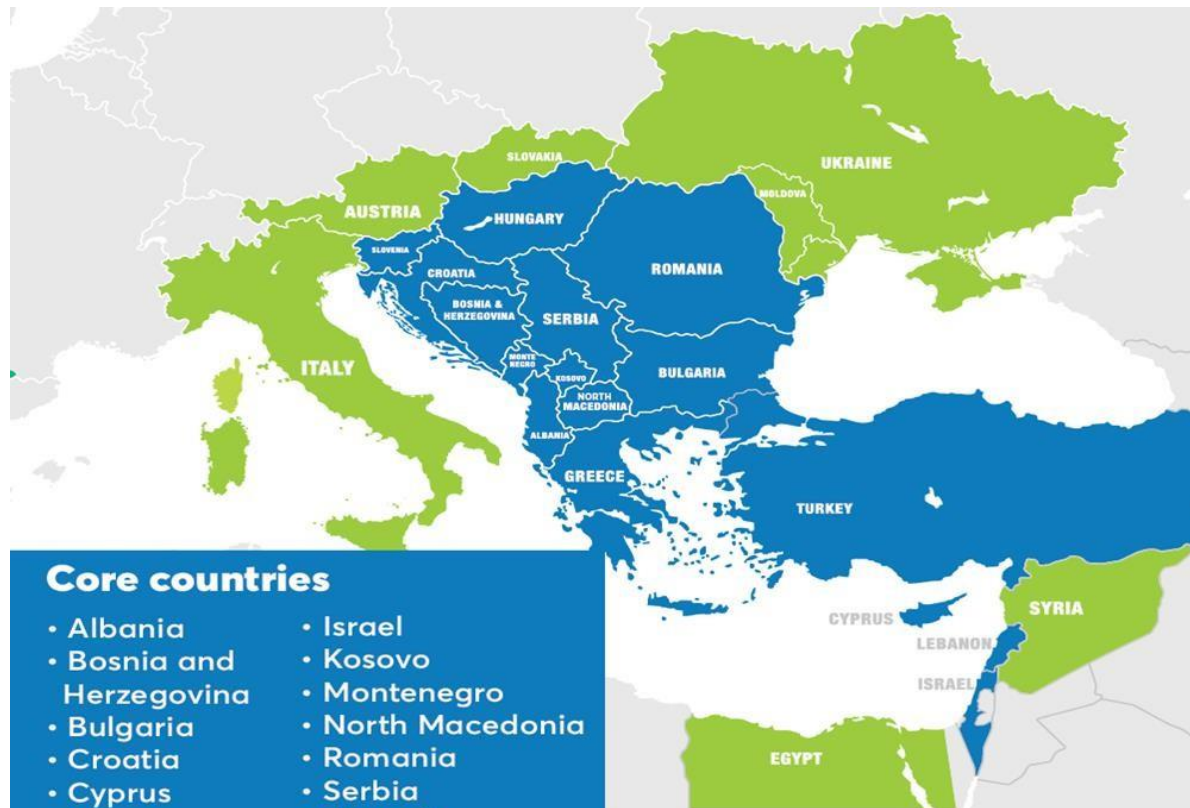 SLOVAKIA
UKRAINE
MOLDOVA
AUSTRIA
HUNGARY
SLOVENIA
ROMANIA
CROATIA
BOSNIA &
HERZEGOVINA
SERBIA
ITALY
MONTE
NEGRO
KOSOVO
BULGARIA
NORTH
MACEDONIA
ALBANIA
GREECE
TURKEY
SYRIA
CYPRUS
LEBANON
ISRAEL
EGYPT
Core countries
• Albania
• Bosnia and
Herzegovina
• Bulgaria
• Croatia
• Cyprus
• Israel
• Kosovo
• Montenegro
• North Macedonia
• Romania
• Serbia